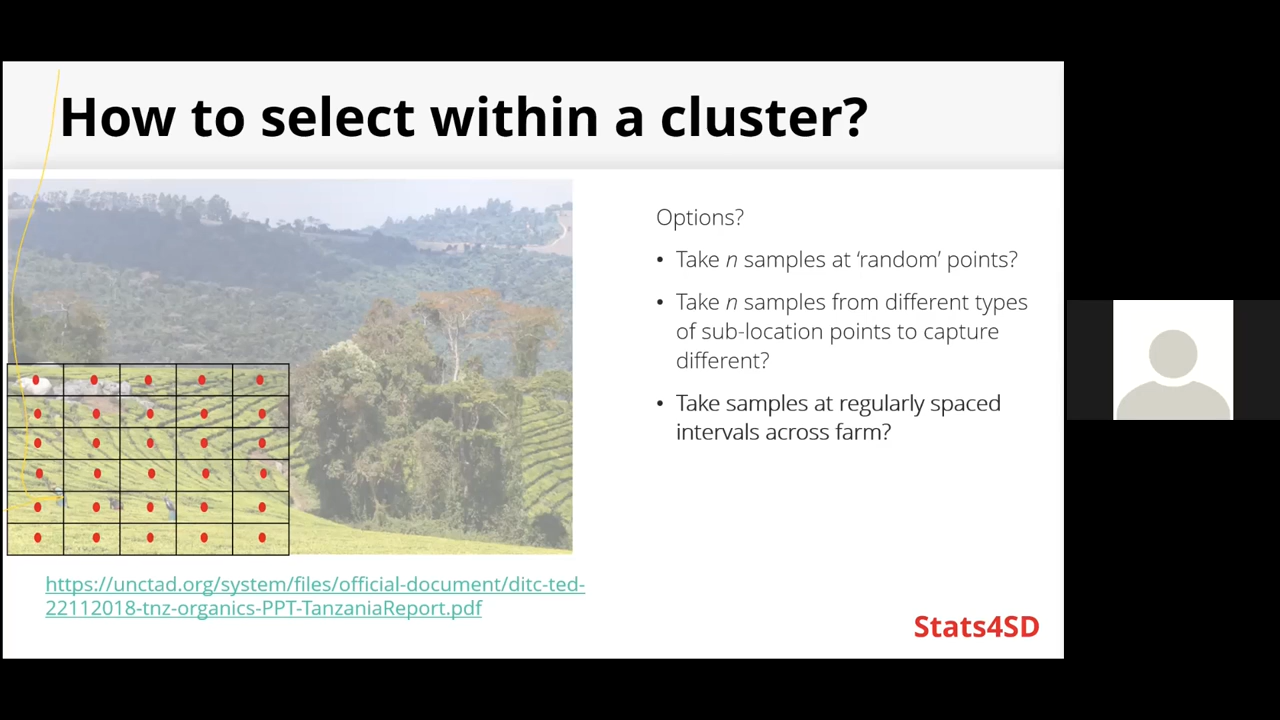 How to select within a cluster?
Options?
• Take n samples at ‘random’ points?
• Take n samples from different types
of sub-location points to capture
different?
• Take samples at regularly spaced
intervals across farm?
https://unctad.org/system/files/official-document/ditc-ted-
22112018-tnz-organics-PPT-TanzaniaReport.pdf
Stats4SD